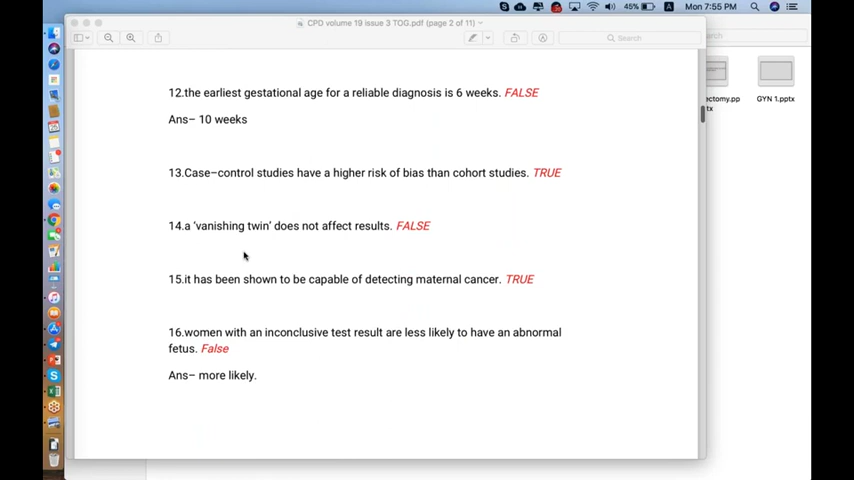 45%
A
Mon 7:55 PM
CPD volume 19 issue 3 TOG.pdf (page 2 of 11)
Search
12.the earliest gestational age for a reliable diagnosis is 6 weeks. FALSE
Ans– 10 weeks
13.Case–control studies have a higher risk of bias than cohort studies. TRUE
14.a ‘vanishing twin’ does not affect results. FALSE
15.it has been shown to be capable of detecting maternal cancer. TRUE
16.women with an inconclusive test result are less likely to have an abnormal
fetus. False
Ans– more likely.
ectomy.pp
tx
GYN 1.pptx